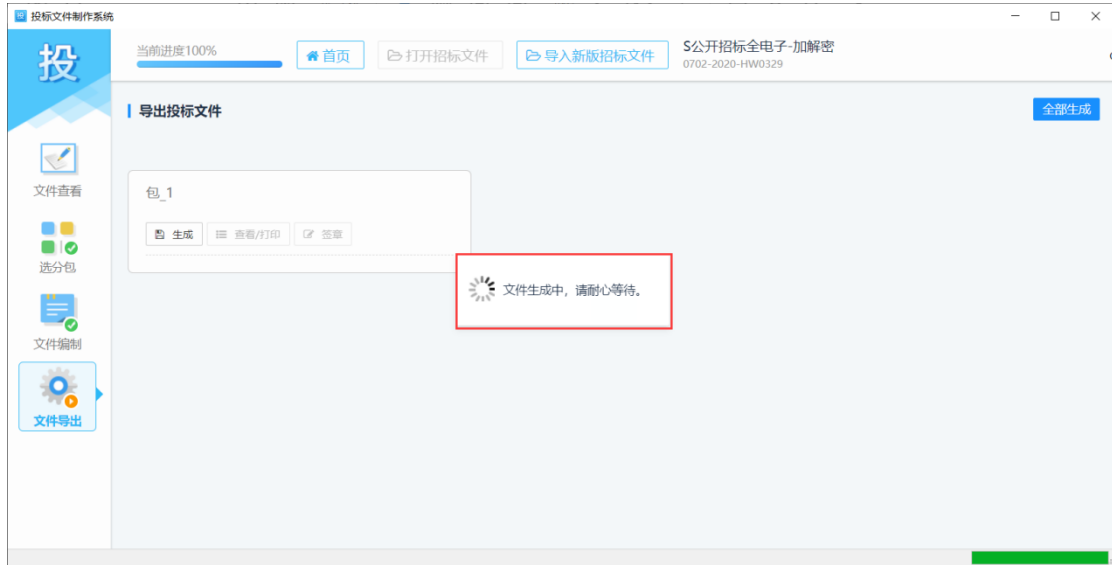 投标文件制作系统
投
当前进度100%
首页
打开招标文件
导入新版招标文件
S公开招标全电子-加解密
0702-2020-HW0329
导出投标文件
全部生成
文件查看
选分包
文件编制
文件导出
包_1
生成
查看/打印
签章
文件生成中，请耐心等待。